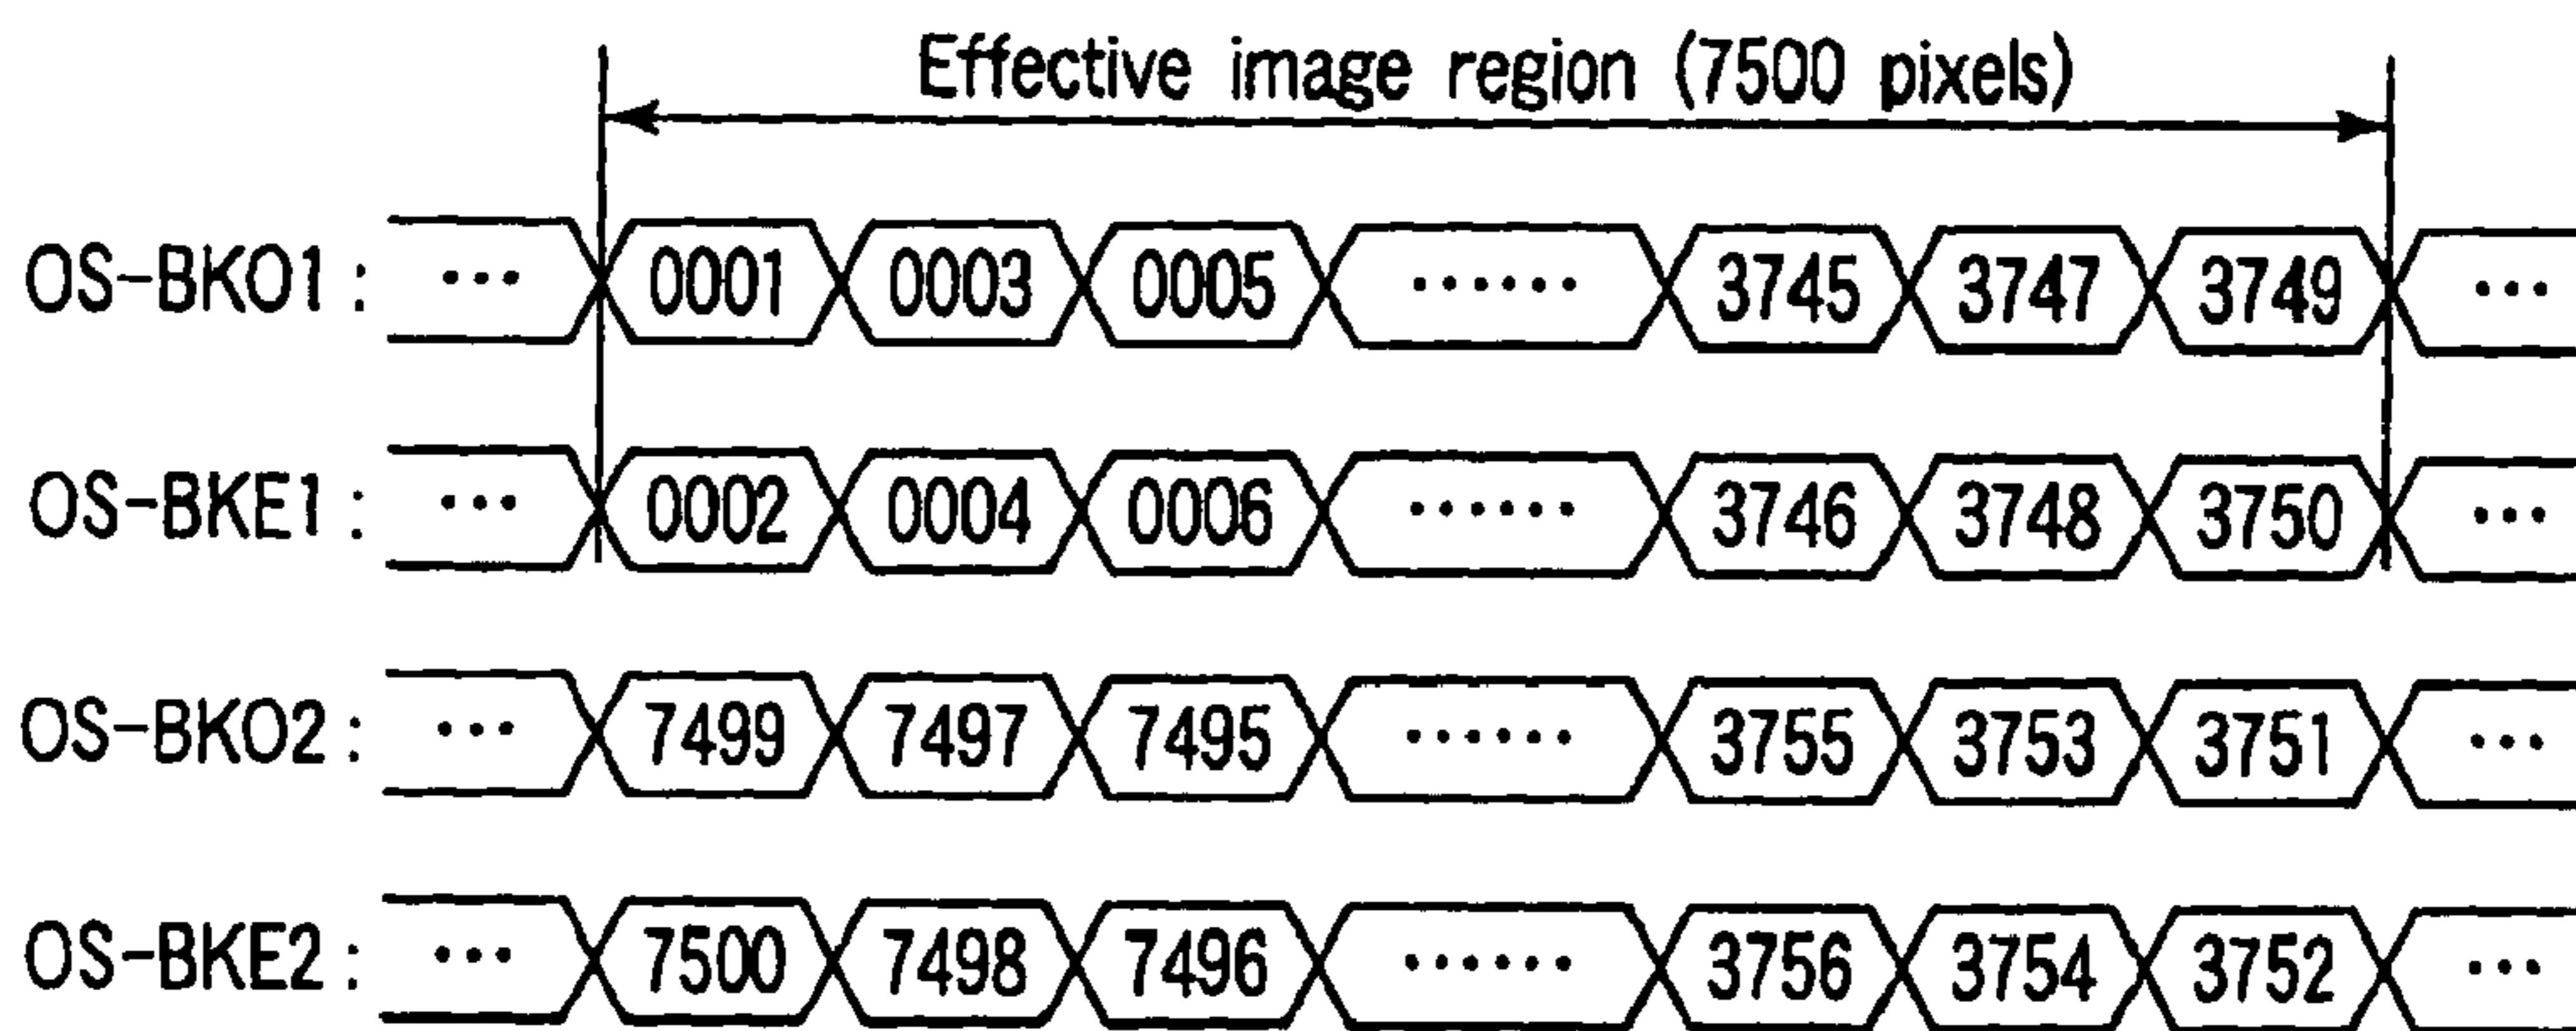 Effective image region (7500 pixels)
OS-BKO1: ... 0001 0003 0005 ...... 3745 3747 3749 ...
OS-BKE1: ... 0002 0004 0006 ...... 3746 3748 3750 ...
OS-BKO2: ... 7499 7497 7495 ...... 3755 3753 3751 ...
OS-BKE2: ... 7500 7498 7496 ...... 3756 3754 3752 ...